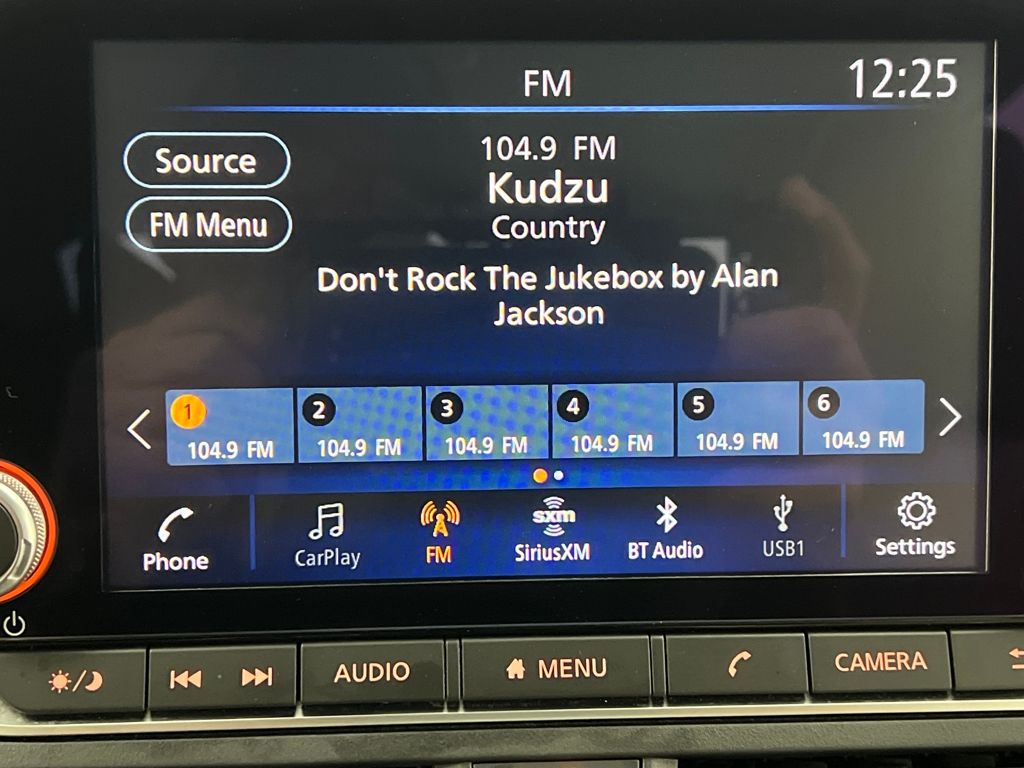 FM
12:25
Source
104.9 FM
Kudzu
FM Menu
Country
Don't Rock The Jukebox by Alan
Jackson
1
2
3
4
5
6
104.9 FM
104.9 FM
104.9 FM
104.9 FM
104.9 FM
104.9 FM
sxm
Phone
CarPlay
FM
SiriusXM
BT Audio
USB1
Settings
AUDIO
MENU
CAMERA